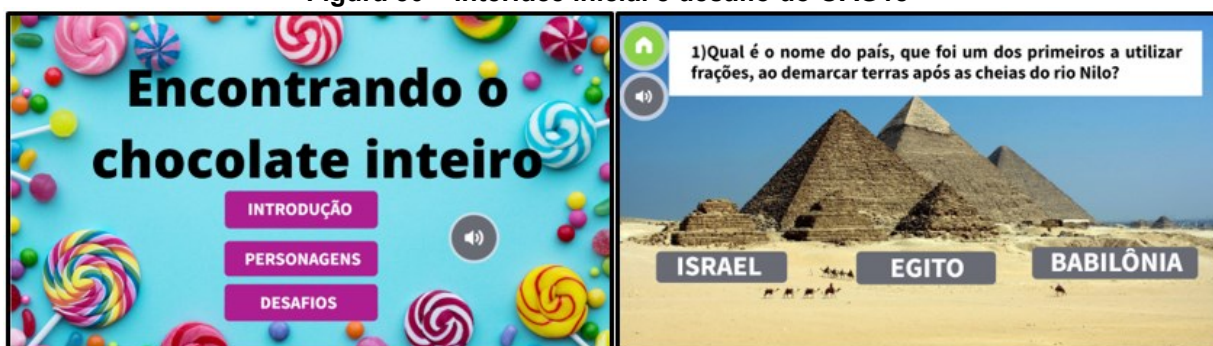 Encontrando o
chocolate inteiro
INTRODUÇÃO
PERSONAGENS
DESAFIOS
1)Qual é o nome do país, que foi um dos primeiros a utilizar
frações, ao demarcar terras após as cheias do rio Nilo?
ISRAEL
EGITO
BABILÔNIA